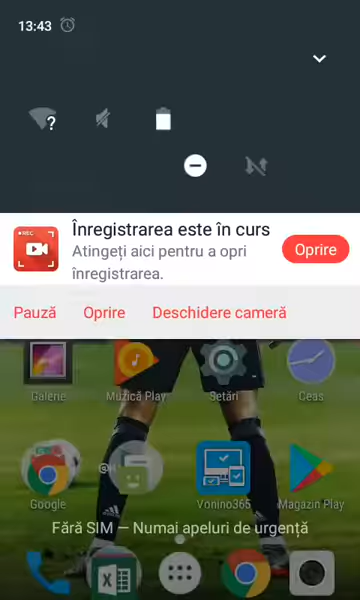 13:43
?
REC
Înregistrarea este în curs
Atingeți aici pentru a opri
înregistrarea.
Oprire
Pauză
Oprire
Deschidere cameră
Galerie
Muzică Play
Setări
Ceas
Google
Vonino365
Magazin Play
Fără SIM — Numai apeluri de urgență